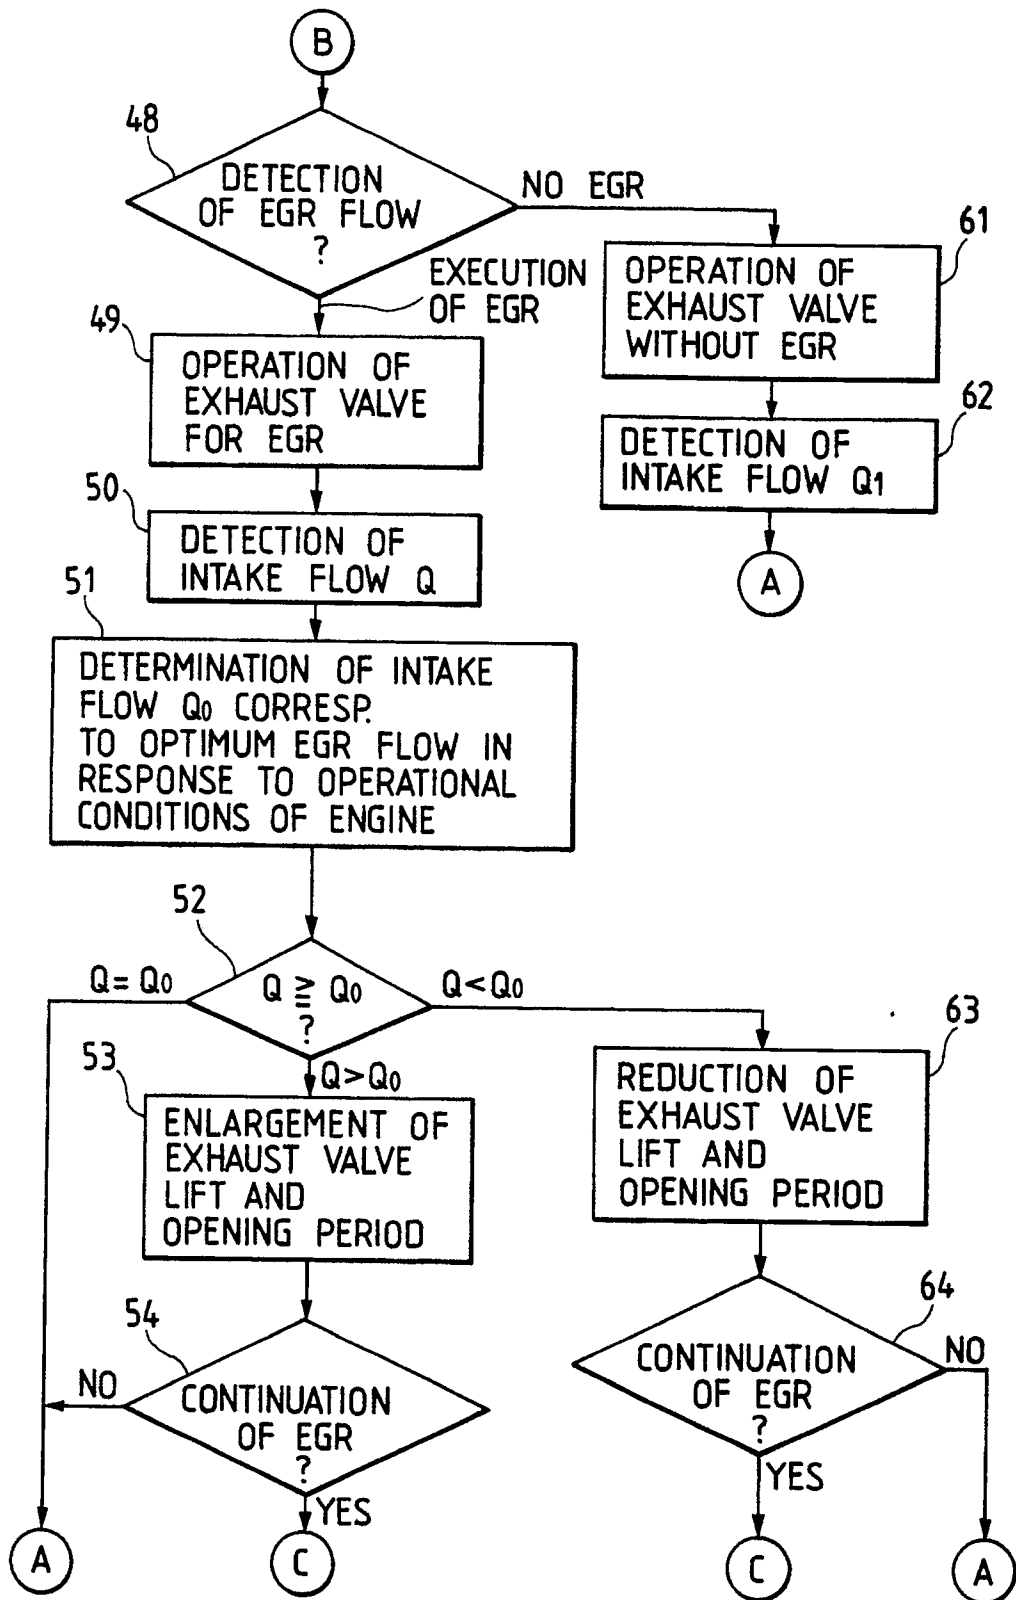 B
48
DETECTION
OF EGR FLOW
?
NO EGR
EXECUTION
OF EGR
61
OPERATION OF
EXHAUST VALVE
WITHOUT EGR
49
OPERATION OF
EXHAUST VALVE
FOR EGR
62
DETECTION OF
INTAKE FLOW Q1
A
50
DETECTION OF
INTAKE FLOW Q
51
DETERMINATION OF INTAKE
FLOW Q0 CORRESP.
TO OPTIMUM EGR FLOW IN
RESPONSE TO OPERATIONAL
CONDITIONS OF ENGINE
52
Q = Q0
Q ≧ Q0
?
Q < Q0
Q > Q0
53
ENLARGEMENT OF
EXHAUST VALVE
LIFT AND
OPENING PERIOD
63
REDUCTION OF
EXHAUST VALVE
LIFT AND
OPENING PERIOD
54
NO
CONTINUATION
OF EGR
?
YES
64
CONTINUATION
OF EGR
?
NO
YES
A
C
C
A